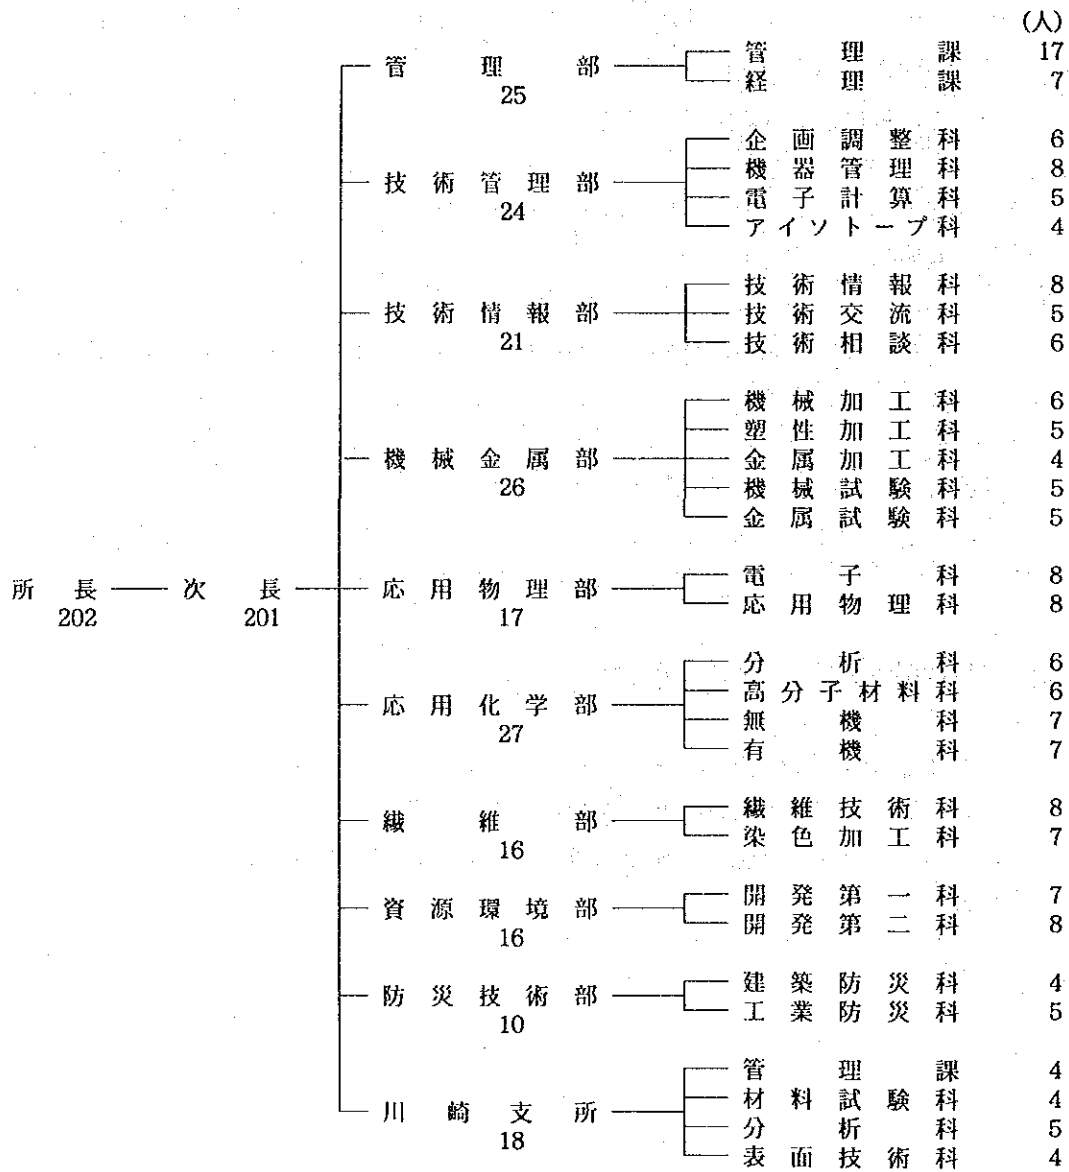 (人)
管理課 17
管理部
経理課 7
25
企画調整科 6
機器管理科 8
技術管理部
電子計算科 5
24
アイソトープ科 4
技術情報科 8
技術情報部 技術交流科 5
21
技術相談科 6
機械加工科 6
塑性加工科 5
機械金属部 金属加工科 4
26
機械試験科 5
金属試験科 5
電子科 8
所長 次長 応用物理部
応用物理科 8
202 201 17
分析科 6
高分子材料科 6
応用化学部
無機科 7
27
有機科 7
繊維技術科 8
繊維部
染色加工科 7
16
開発第一科 7
資源環境部
開発第二科 8
16
建築防災科 4
防災技術部
工業防災科 5
10
管理課 4
材料試験科 4
川崎支所
分析科 5
18
表面技術科 4